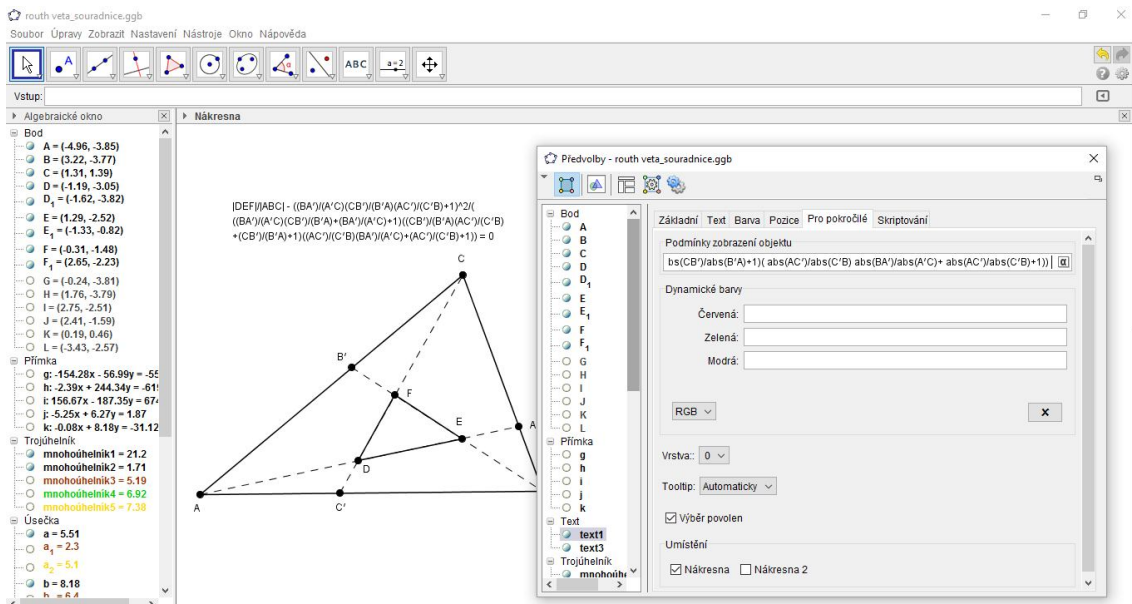 routh veta_souradnice.ggb
Soubor Úpravy Zobrazit Nastavení Nástroje Okno Nápověda
A
ABC
a=2
Vstup:
Algebraické okno
Bod
A = (-4.96, -3.85)
B = (3.22, -3.77)
C = (1.31, 1.39)
D = (-1.19, -3.05)
D1 = (-1.62, -3.82)
E = (1.29, -2.52)
E1 = (-1.33, -0.82)
F = (-0.31, -1.48)
F1 = (2.65, -2.23)
G = (-0.24, -3.81)
H = (1.76, -3.79)
I = (2.75, -2.51)
J = (2.41, -1.59)
K = (0.19, 0.46)
L = (-3.43, -2.57)
Přímka
g: -154.28x - 56.99y = -55
h: -2.39x + 244.34y = -619
i: 156.67x - 187.35y = 674
j: -5.25x + 6.27y = 1.87
k: -0.08x + 8.18y = -31.12
Trojúhelník
mnohoúhelník1 = 21.2
mnohoúhelník2 = 1.71
mnohoúhelník3 = 5.19
mnohoúhelník4 = 6.92
mnohoúhelník5 = 7.38
Úsečka
a = 5.51
a1 = 2.3
a2 = 5.1
b = 8.18
Nákresna
|DEF|/|ABC| - ((BA′)/(A′C)(CB′)/(B′A)(AC′)/(C′B)+1)^2/(
((BA′)/(A′C)(CB′)/(B′A)+(BA′)/(A′C)+1)((CB′)/(B′A)(AC′)/(C′B)
+(CB′)/(B′A)+1)((AC′)/(C′B)(BA′)/(A′C)+(AC′)/(C′B)+1)) = 0
C
B′
F
E
A
D
A
C′
Předvolby - routh veta_souradnice.ggb
Bod
A
B
C
D
D1
E
E1
F
F1
G
H
I
J
K
L
Přímka
g
h
i
j
k
Text
text1
text3
Trojúhelník
Základní Text Barva Pozice Pro pokročilé Skriptování
Podmínky zobrazení objektu
bs(CB′)/abs(B′A)+1)( abs(AC′)/abs(C′B) abs(BA′)/abs(A′C)+ abs(AC′)/abs(C′B)+1)) α
Dynamické barvy
Červená:
Zelená:
Modrá:
RGB
x
Vrstva:: 0
Tooltip: Automaticky
Výběr povolen
Umístění
Nákresna Nákresna 2